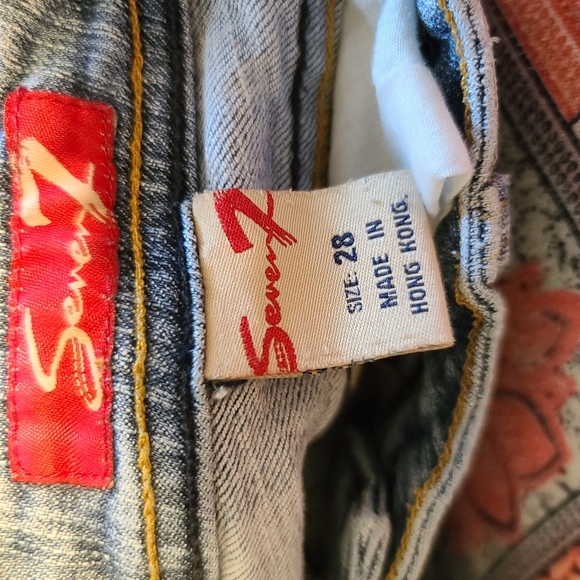 Seven7
Seven7
SIZE: 28
MADE IN
HONG KONG.